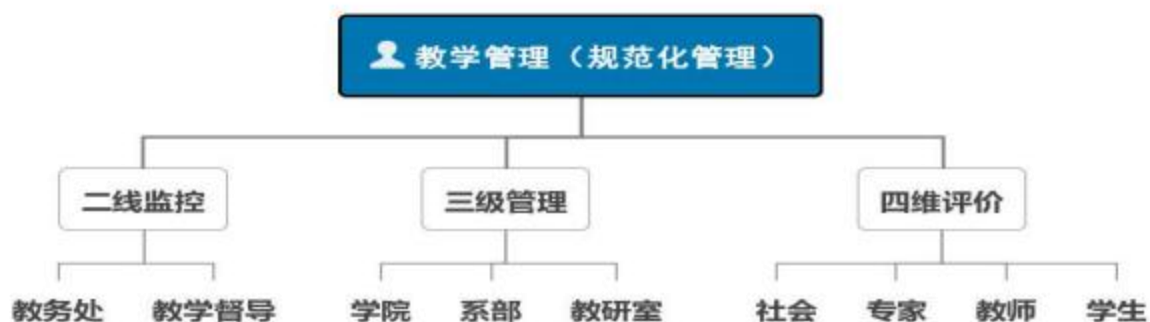 教学管理（规范化管理）
二线监控 三级管理 四维评价
教务处 教学督导 学院 系部 教研室 社会 专家 教师 学生